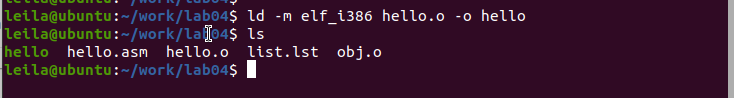 leila@ubuntu:~/work/lab04$ ld -m elf_i386 hello.o -o hello
leila@ubuntu:~/work/lab04$ ls
hello  hello.asm  hello.o  list.lst  obj.o
leila@ubuntu:~/work/lab04$